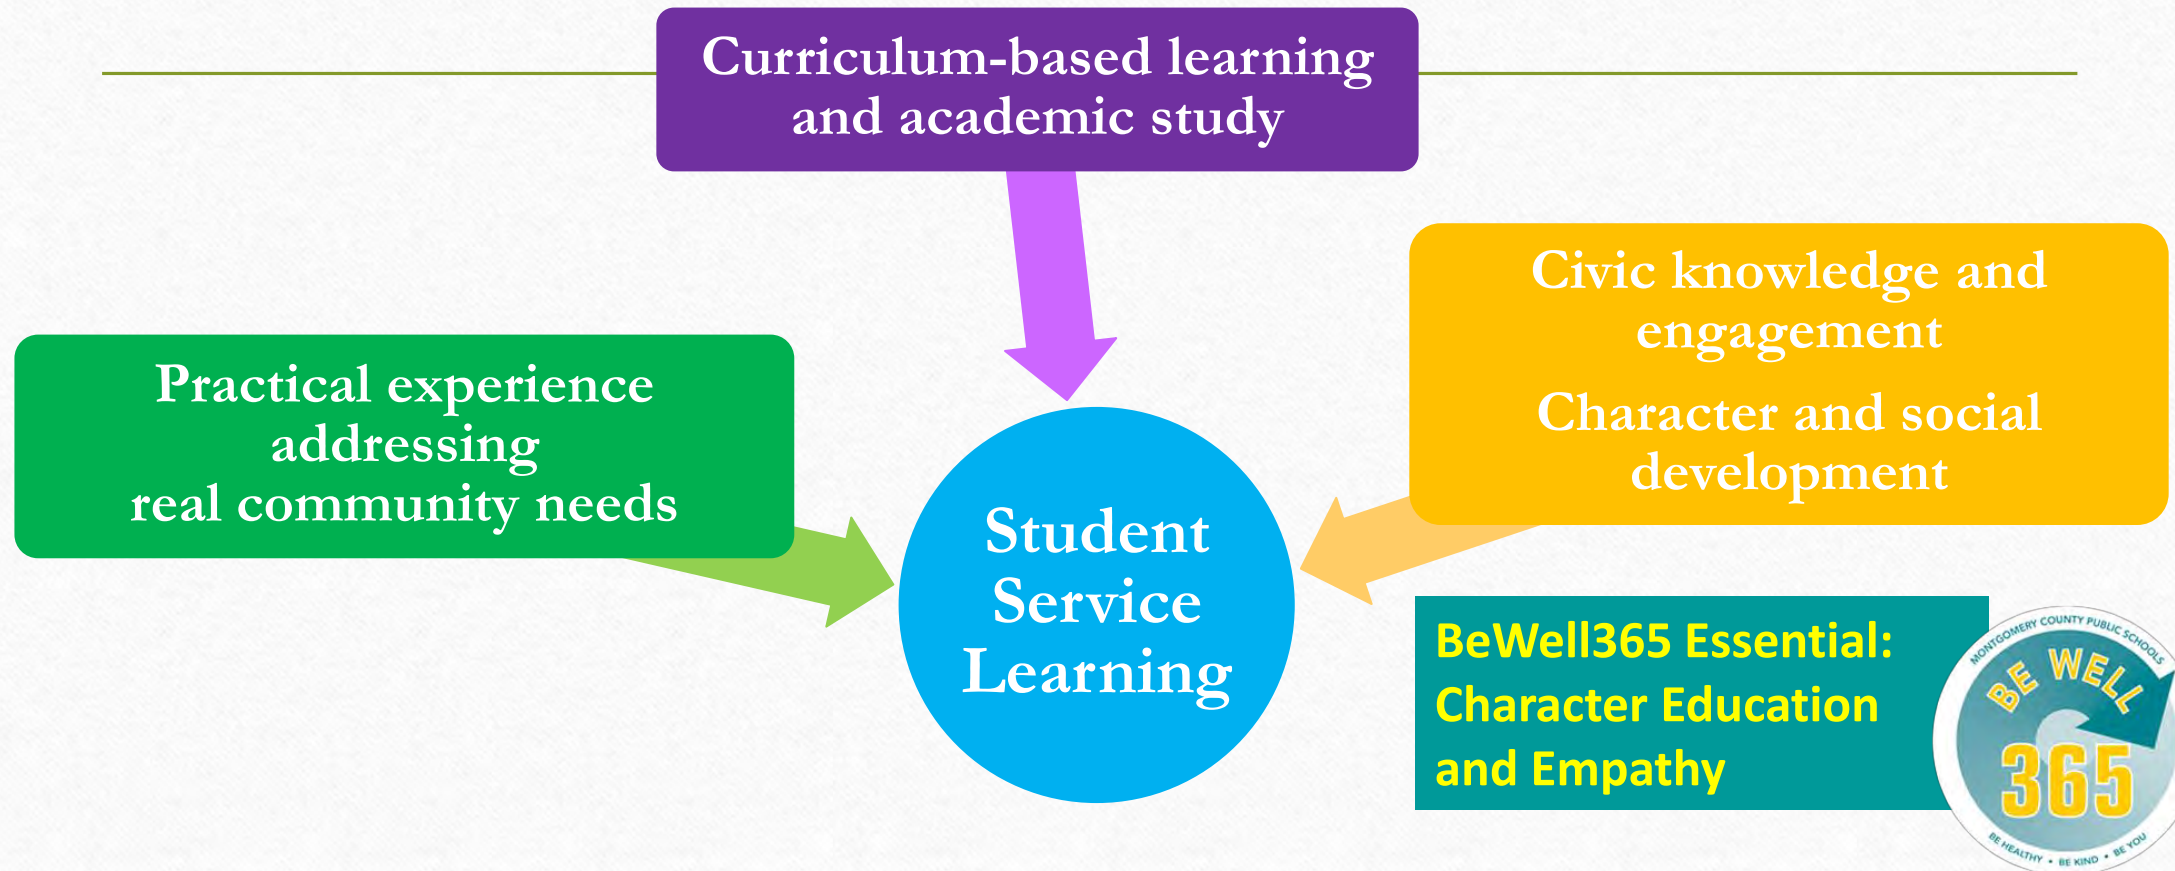 Curriculum-based learning
and academic study
Practical experience
addressing
real community needs
Civic knowledge and
engagement
Character and social
development
Student
Service
Learning
BeWell365 Essential:
Character Education
and Empathy
MONTGOMERY COUNTY PUBLIC SCHOOLS
BE WELL
365
BE HEALTHY • BE KIND • BE YOU